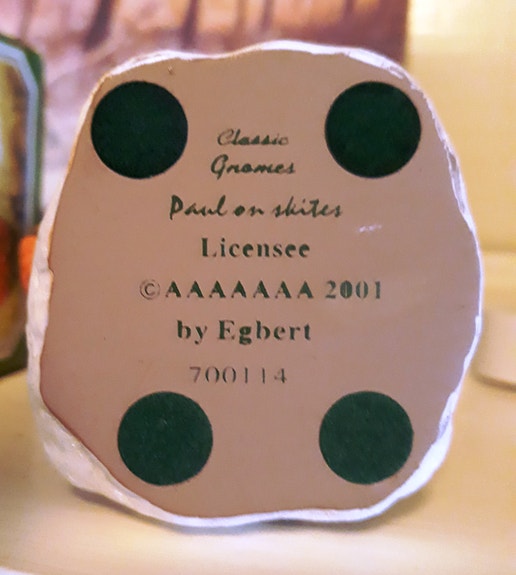 Classic
Gnomes
Paul on skites
Licensee
©AAAAAAA 2001
by Egbert
700114